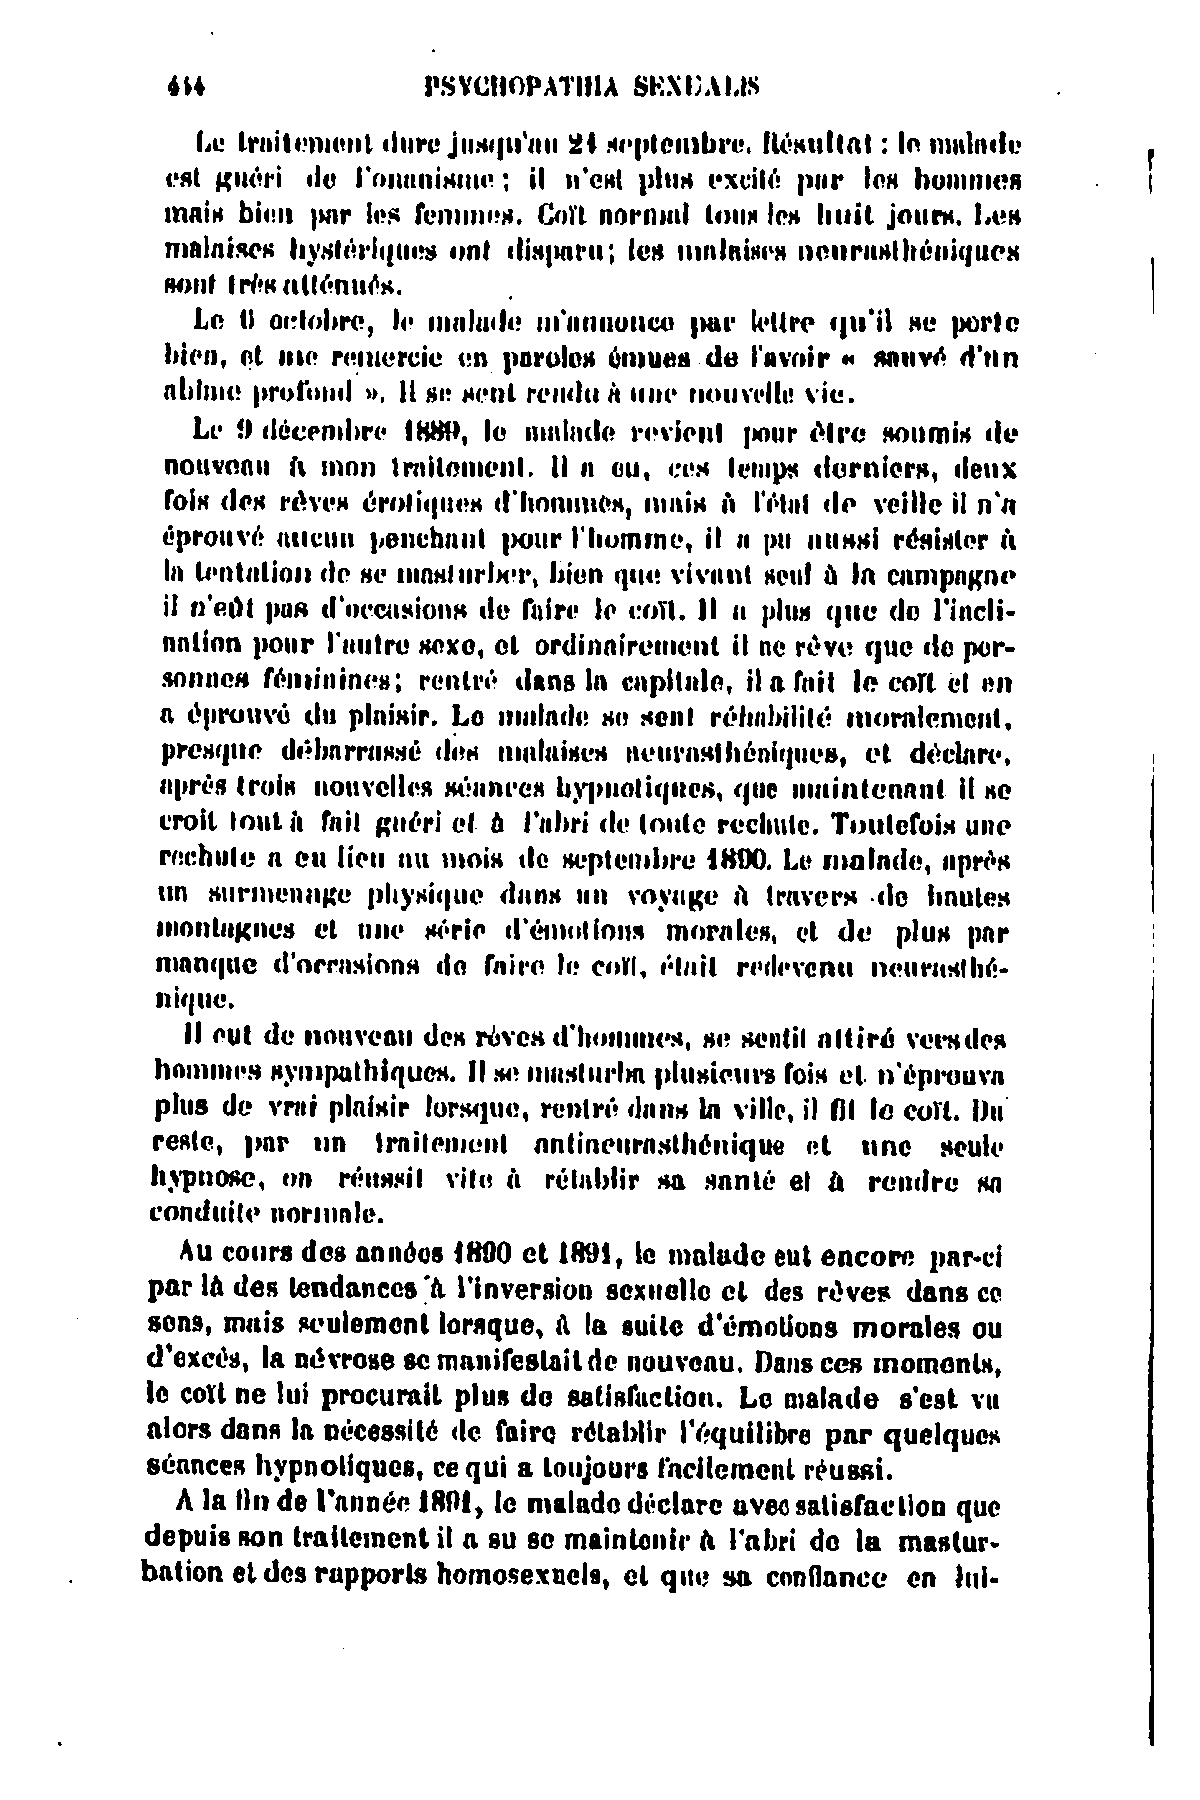 414 PSYCHOPATHIA SEXUALIS
Le traitement dure jusqu'au 21 septembre. Résultat : le malade
est guéri de l'onanisme ; il n'est plus excité par les hommes
mais bien par les femmes. Coït normal tous les huit jours. Les
malaises hystériques ont disparu ; les malaises neurasthéniques
sont très atténués.
Le 6 octobre, le malade m'annonce par lettre qu'il se porte
bien, et me remercie en paroles émues de l'avoir « sauvé d'un
abîme profond ». Il se sent rendu à une nouvelle vie.
Le 9 décembre 1889, le malade revient pour être soumis de
nouveau à mon traitement. Il a eu, ces temps derniers, deux
fois des rêves érotiques d'hommes, mais à l'état de veille il n'a
éprouvé aucun penchant pour l'homme, il a pu aussi résister à
la tentation de se masturber, bien que vivant seul à la campagne
il n'eût pas d'occasions de faire le coït. Il a plus que de l'incli-
nation pour l'autre sexe, et ordinairement il ne rêve que de per-
sonnes féminines ; rentré dans la capitale, il a fait le coït et en
a éprouvé du plaisir. Le malade se sent réhabilité moralement,
presque débarrassé des malaises neurasthéniques, et déclare,
après trois nouvelles séances hypnotiques, que maintenant il se
croit tout à fait guéri et à l'abri de toute rechute. Toutefois une
rechute a eu lieu au mois de septembre 1890. Le malade, après
un surmenage physique dans un voyage à travers de hautes
montagnes et une série d'émotions morales, et de plus par
manque d'occasions de faire le coït, était redevenu neurasthé-
nique.
Il eut de nouveau des rêves d'hommes, se sentit attiré vers des
hommes sympathiques. Il se masturba plusieurs fois et n'éprouva
plus de vrai plaisir lorsque, rentré dans la ville, il fit le coït. Du
reste, par un traitement antineurasthénique et une seule
hypnose, on réussit vite à rétablir sa santé et à rendre sa
conduite normale.
Au cours des années 1890 et 1891, le malade eut encore par-ci
par là des tendances à l'inversion sexuelle et des rêves dans ce
sens, mais seulement lorsque, à la suite d'émotions morales ou
d'excès, la névrose se manifestait de nouveau. Dans ces moments,
le coït ne lui procurait plus de satisfaction. Le malade s'est vu
alors dans la nécessité de faire rétablir l'équilibre par quelques
séances hypnotiques, ce qui a toujours facilement réussi.
A la fin de l'année 1891, le malade déclare avec satisfaction que
depuis son traitement il a su se maintenir à l'abri de la mastur-
bation et des rapports homosexuels, et que sa confiance en lui-